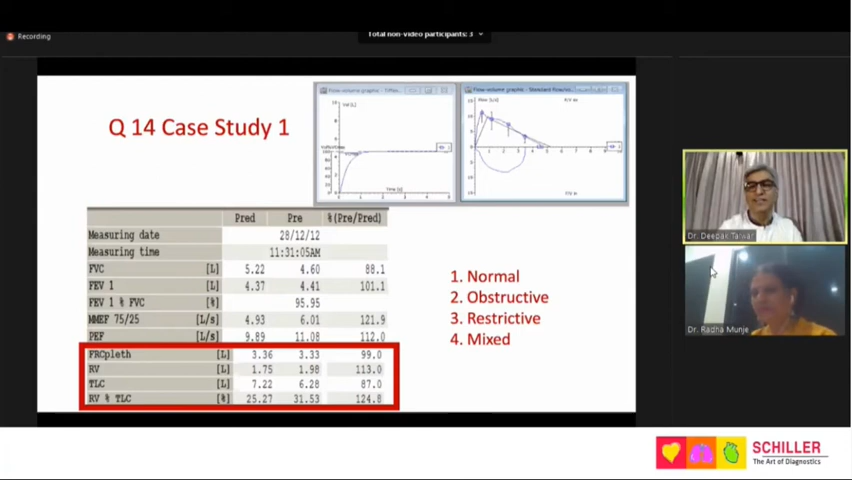 Recording
Total non-video participants: 3
Q 14 Case Study 1
Vol [L]
Time [s]
Flow [L/s]
F/V ex
F/V in
Pred Pre %(Pre/Pred)
Measuring date 28/12/12
Measuring time 11:31:05AM
FVC [L] 5.22 4.60 88.1
FEV 1 [L] 4.37 4.41 101.1
FEV 1 % FVC [%] 95.95
MMEF 75/25 [L/s] 4.93 6.01 121.9
PEF [L/s] 9.89 11.08 112.0
FRCpleth [L] 3.36 3.33 99.0
RV [L] 1.75 1.98 113.0
TLC [L] 7.22 6.28 87.0
RV % TLC [%] 25.27 31.53 124.8
1. Normal
2. Obstructive
3. Restrictive
4. Mixed
Dr. Deepak Talwar
Dr. Radha Munje
SCHILLER
The Art of Diagnostics